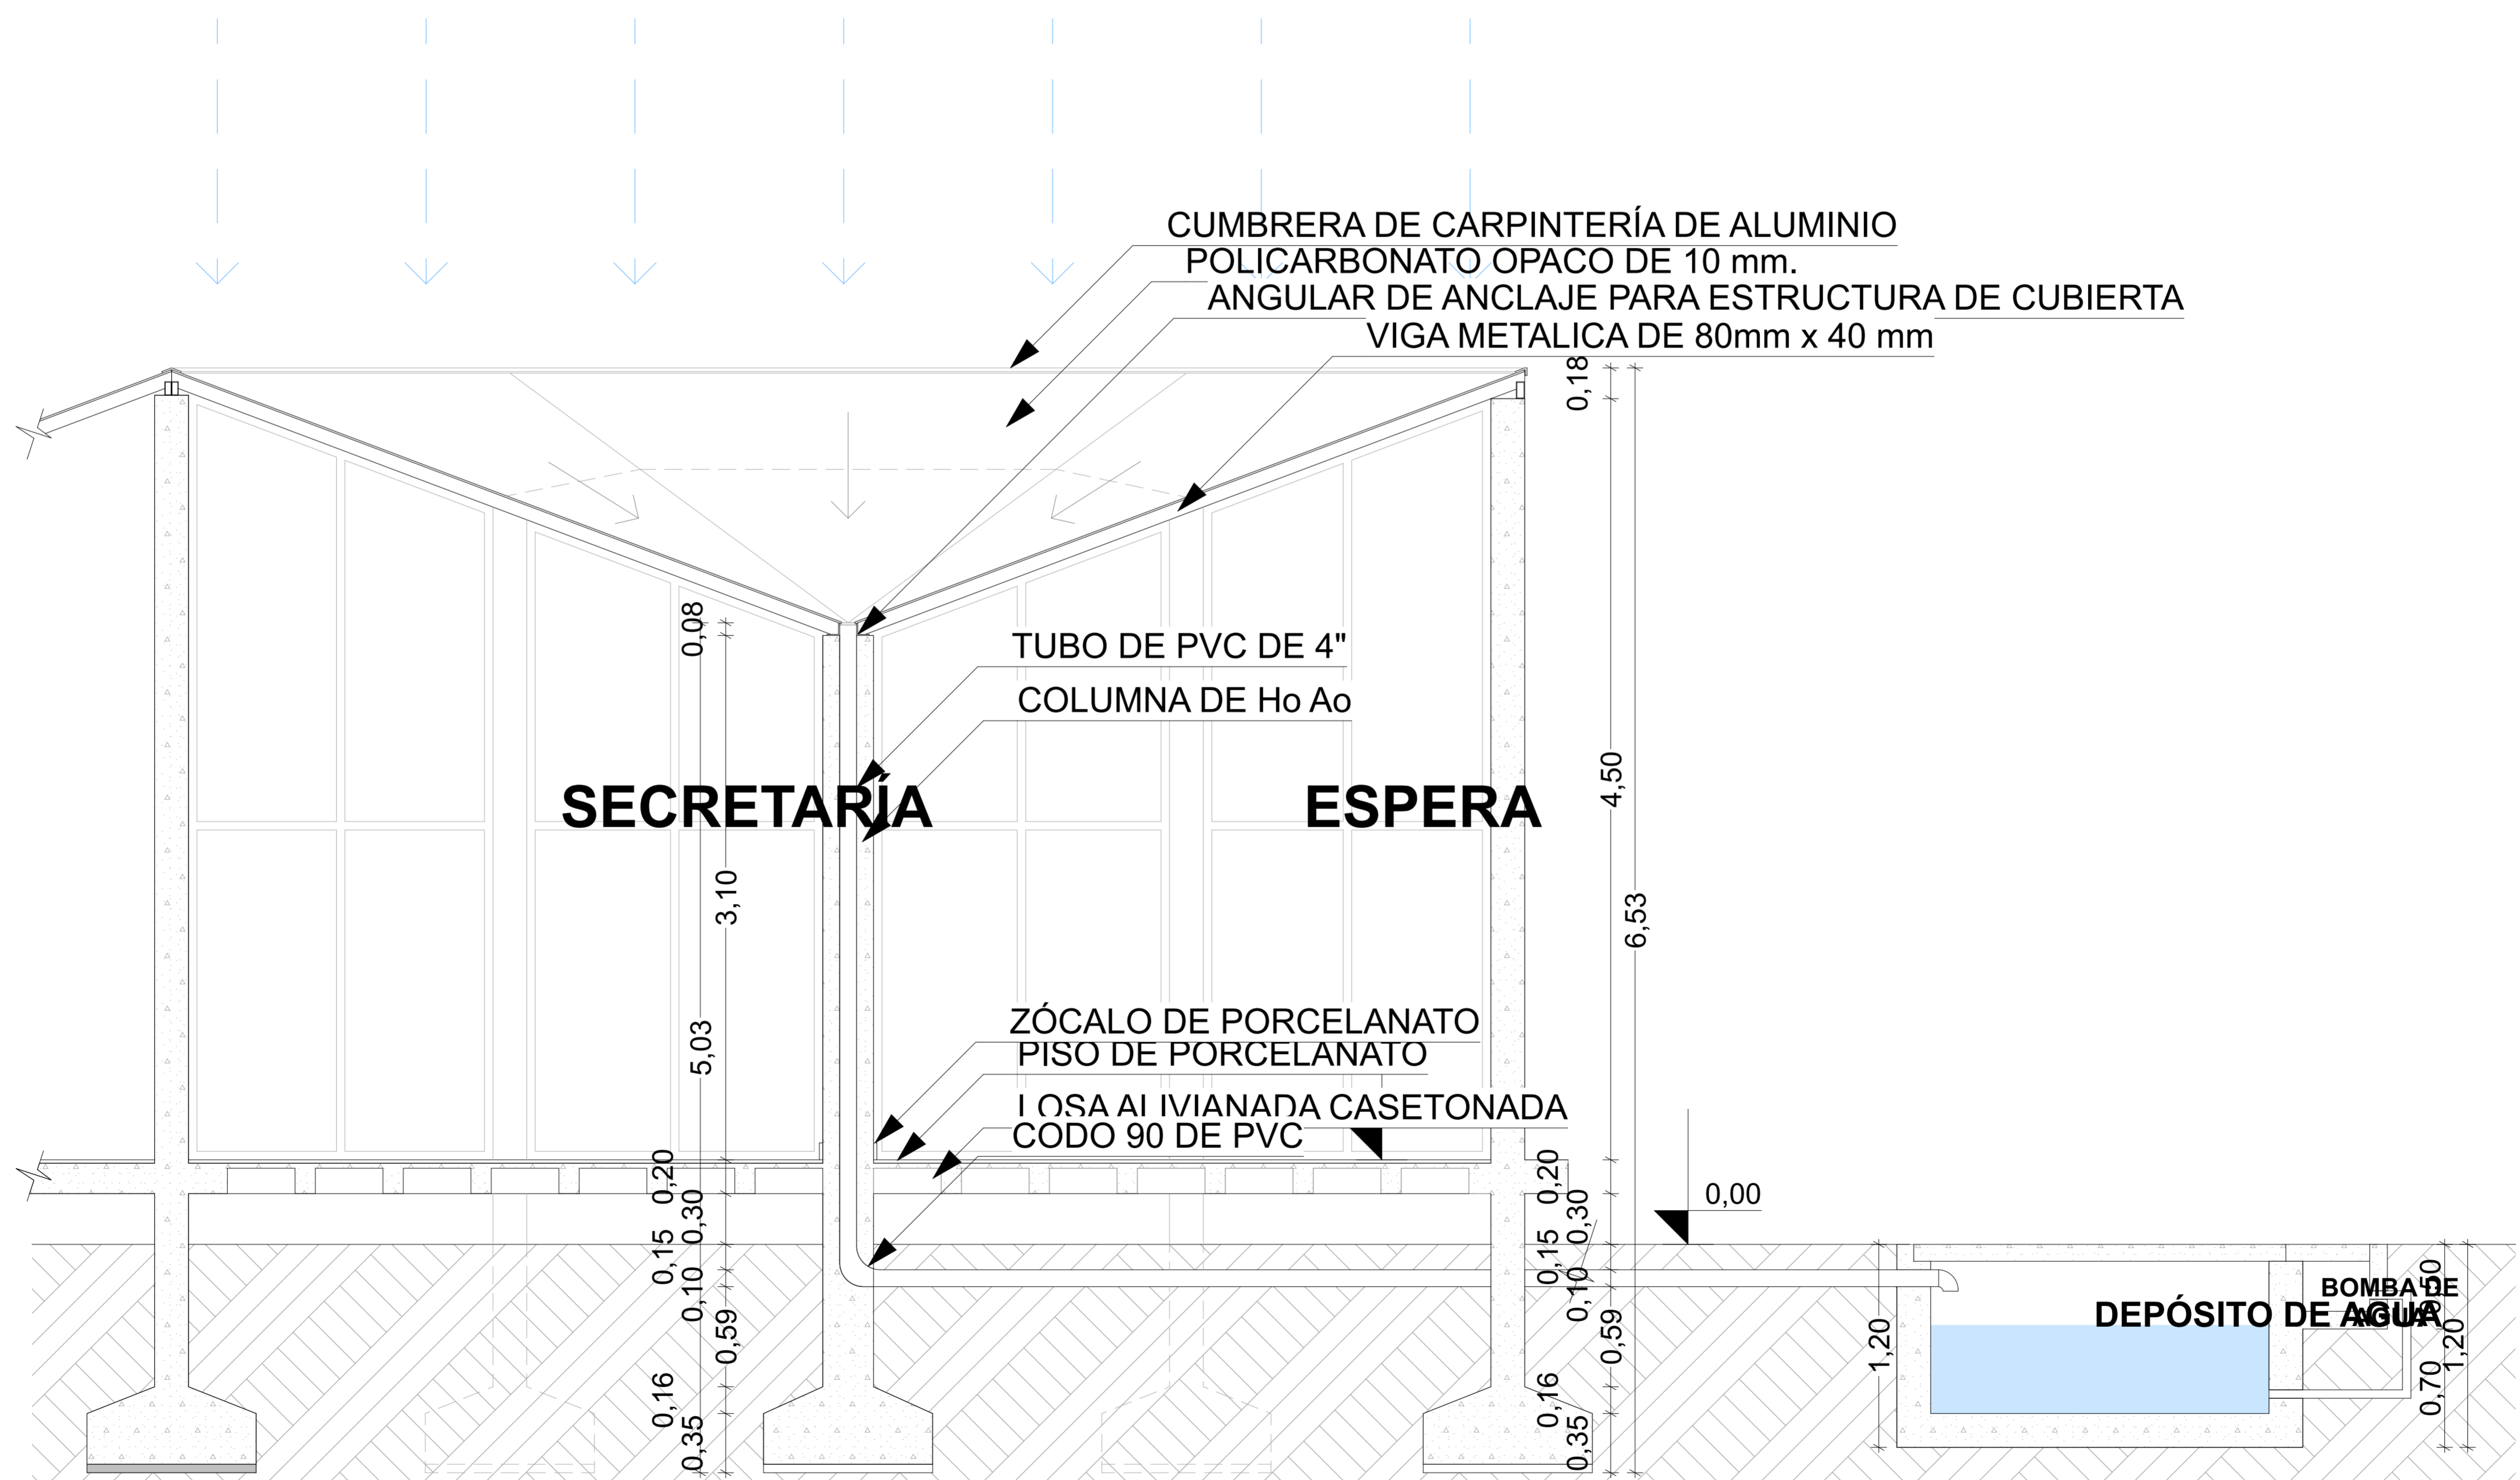 CUMBRERA DE CARPINTERÍA DE ALUMINIO
POLICARBONATO OPACO DE 10 mm.
ANGULAR DE ANCLAJE PARA ESTRUCTURA DE CUBIERTA
VIGA METALICA DE 80mm x 40 mm
0,18
0,08
TUBO DE PVC DE 4"
COLUMNA DE Ho Ao
SECRETARÍA
ESPERA
4,50
6,53
3,10
5,03
ZÓCALO DE PORCELANATO
PISO DE PORCELANATO
LOSA ALIVIANADA CASETONADA
CODO 90 DE PVC
0,20
0,30
0,15
0,10
0,59
0,16
0,35
0,20
0,30
0,15
0,10
0,59
0,16
0,35
0,00
BOMBA DE
AGUA
DEPÓSITO DE AGUA
1,20
0,50
0,70
1,20